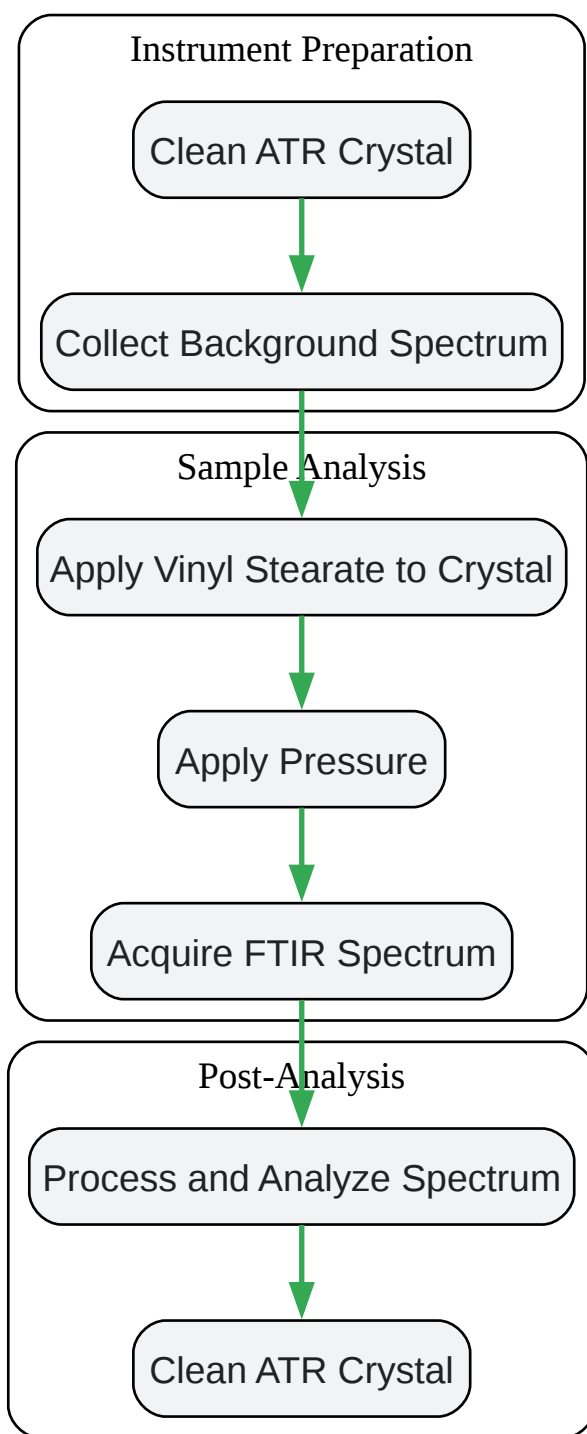 Instrument Preparation
Clean ATR Crystal
Collect Background Spectrum
Sample Analysis
Apply Vinyl Stearate to Crystal
Apply Pressure
Acquire FTIR Spectrum
Post-Analysis
Process and Analyze Spectrum
Clean ATR Crystal